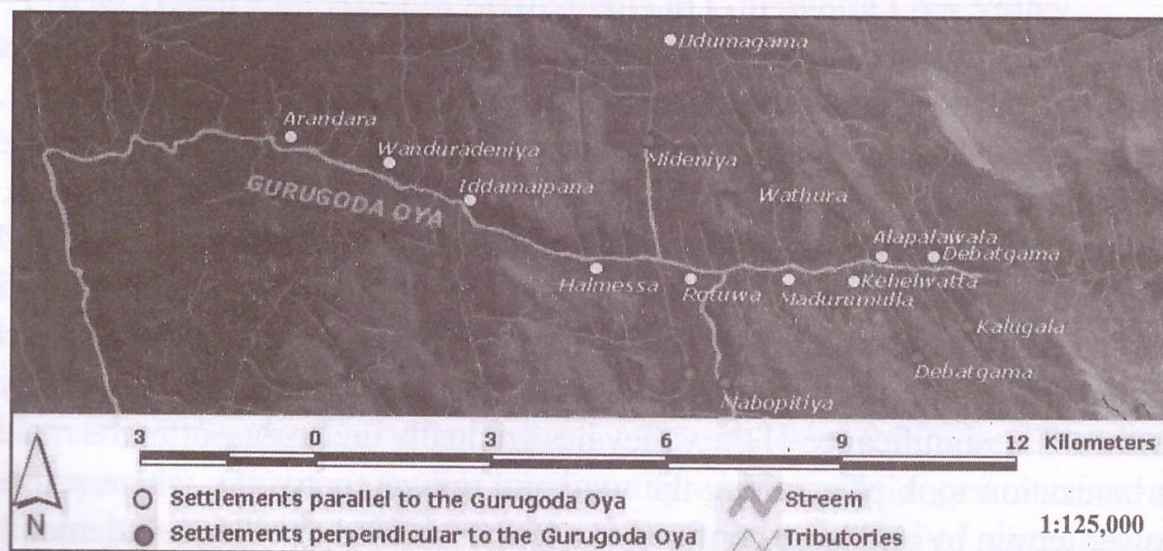 Udumagama
Arandara
Wanduradeniya
Mideniya
Iddamaipana
GURUGODA OYA
Wathura
Alapalawala
Debatgama
Halmessa
Rotuwa
Madurumulla
Kehelwatta
Kalugala
Debatgama
Nabopitiya
3 0 3 6 9 12 Kilometers
Settlements parallel to the Gurugoda Oya
Streem
Settlements perpendicular to the Gurugoda Oya
Tributories
1:125,000
N